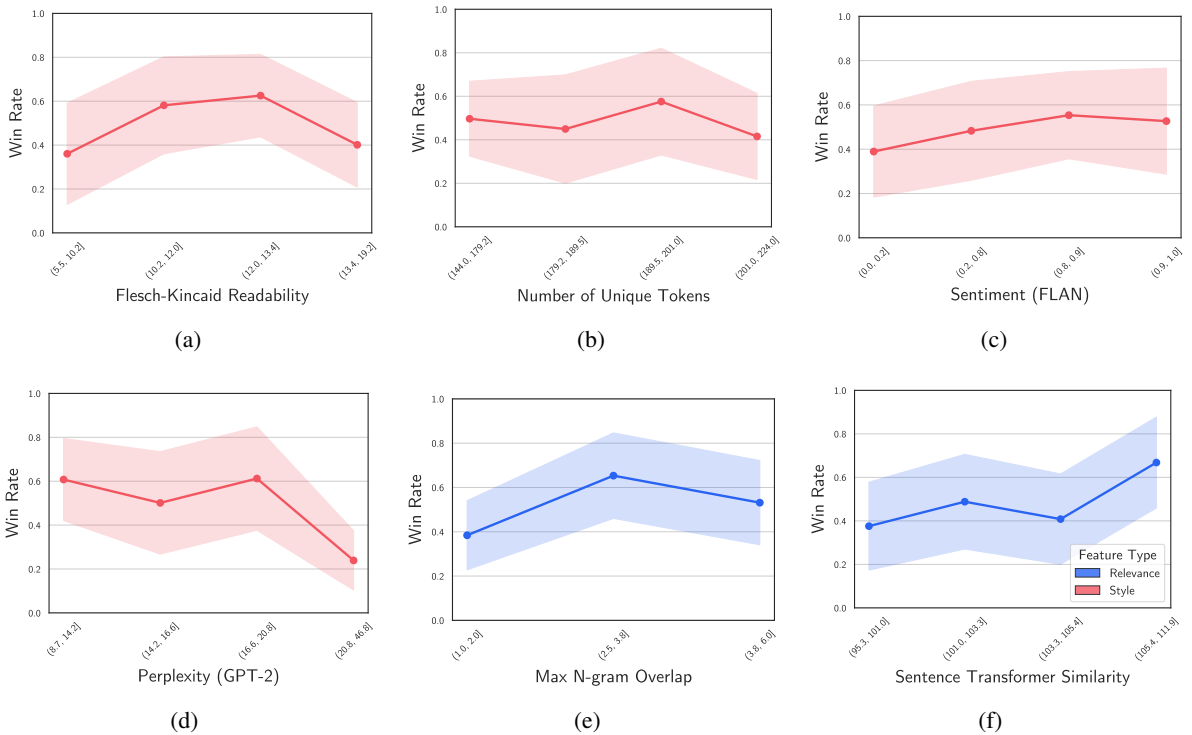 1.0
0.8
0.6
0.4
0.2
0.0
Win Rate
(5.5, 10.2]
(10.2, 12.0]
(12.0, 13.4]
(13.4, 19.2]
Flesch-Kincaid Readability
(a)
1.0
0.8
0.6
0.4
0.2
0.0
Win Rate
(144.0, 179.2]
(179.2, 189.5]
(189.5, 201.0]
(201.0, 224.0]
Number of Unique Tokens
(b)
1.0
0.8
0.6
0.4
0.2
0.0
Win Rate
(0.0, 0.2]
(0.2, 0.8]
(0.8, 0.9]
(0.9, 1.0]
Sentiment (FLAN)
(c)
1.0
0.8
0.6
0.4
0.2
0.0
Win Rate
(8.7, 14.2]
(14.2, 16.6]
(16.6, 20.8]
(20.8, 46.8]
Perplexity (GPT-2)
(d)
1.0
0.8
0.6
0.4
0.2
0.0
Win Rate
(1.0, 2.0]
(2.5, 3.8]
(3.8, 6.0]
Max N-gram Overlap
(e)
1.0
0.8
0.6
0.4
0.2
0.0
Win Rate
Feature Type
Relevance
Style
(95.3, 101.0]
(101.0, 103.3]
(103.3, 105.4]
(105.4, 111.9]
Sentence Transformer Similarity
(f)